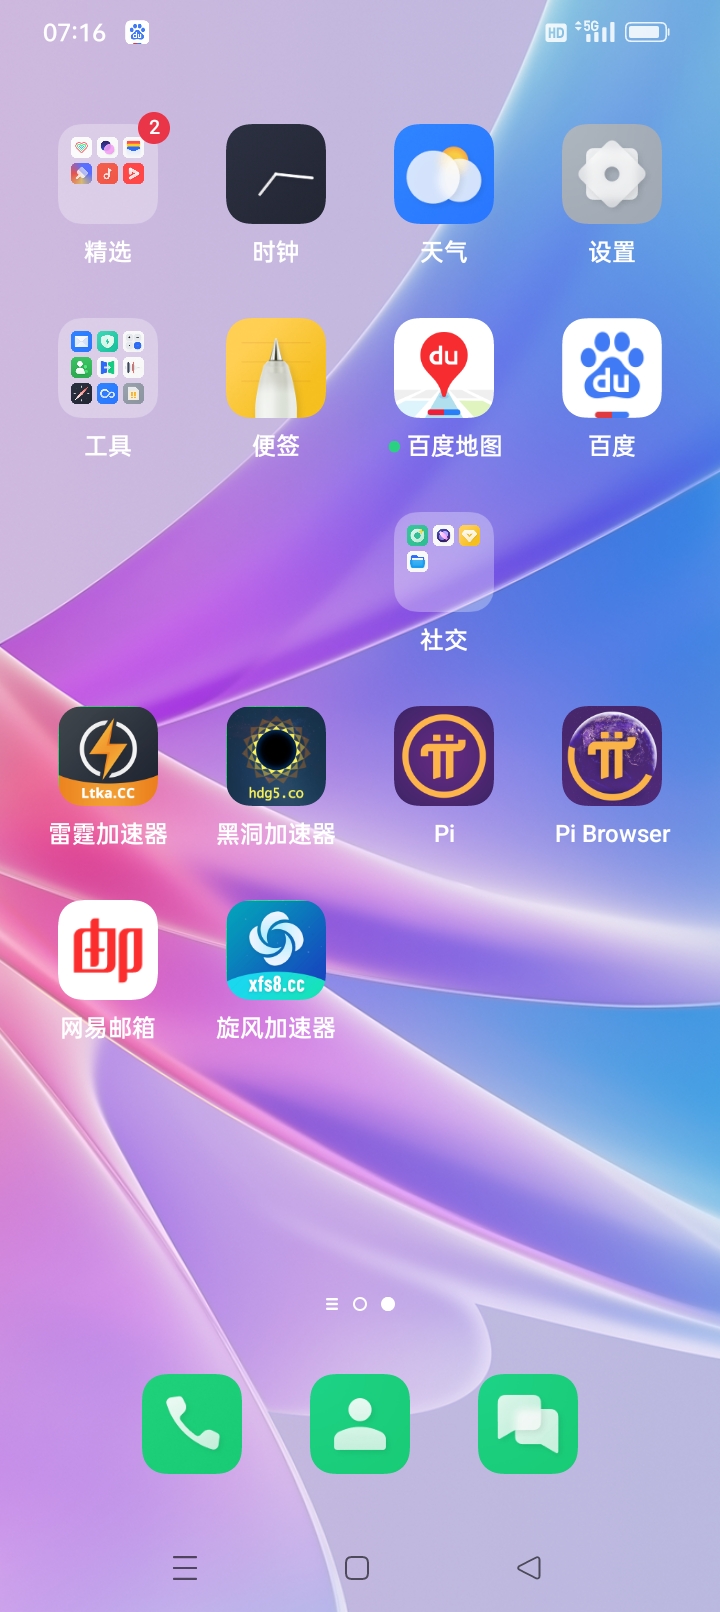 07:16
du
HD
5G
2
精选
时钟
天气
设置
工具
du
百度地图
du
百度
便签
社交
Ltka.CC
雷霆加速器
hdg5.co
黑洞加速器
Pi
Pi Browser
邮
网易邮箱
xfs8.cc
旋风加速器